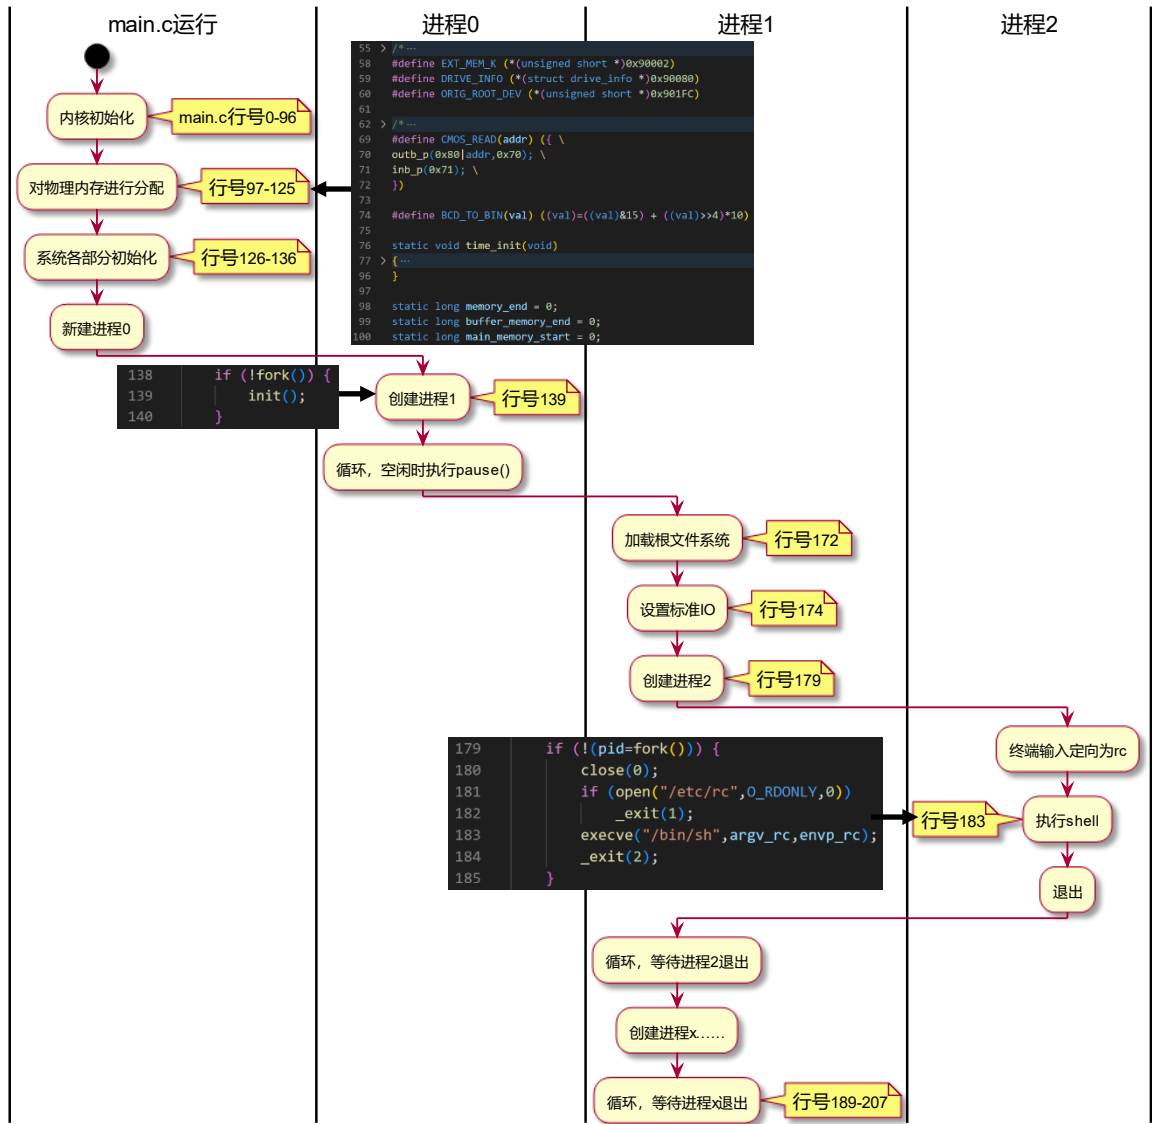 main.c运行
进程0
进程1
进程2
内核初始化
main.c行号0-96
对物理内存进行分配
行号97-125
系统各部分初始化
行号126-136
新建进程0
55 > /*···
58 #define EXT_MEM_K (*(unsigned short *)0x90002)
59 #define DRIVE_INFO (*(struct drive_info *)0x90080)
60 #define ORIG_ROOT_DEV (*(unsigned short *)0x901FC)
61
62 > /*···
69 #define CMOS_READ(addr) ({ \
70 outb_p(0x80|addr,0x70); \
71 inb_p(0x71); \
72 })
73
74 #define BCD_TO_BIN(val) ((val)=((val)&15) + ((val)>>4)*10)
75
76 static void time_init(void)
77 > {···
96 }
97
98 static long memory_end = 0;
99 static long buffer_memory_end = 0;
100 static long main_memory_start = 0;
138 if (!fork()) {
139 init();
140 }
创建进程1
行号139
循环，空闲时执行pause()
加载根文件系统
行号172
设置标准IO
行号174
创建进程2
行号179
终端输入定向为rc
179 if (!(pid=fork())) {
180 close(0);
181 if (open("/etc/rc",O_RDONLY,0))
182 _exit(1);
183 execve("/bin/sh",argv_rc,envp_rc);
184 _exit(2);
185 }
行号183
执行shell
退出
循环，等待进程2退出
创建进程x……
循环，等待进程x退出
行号189-207